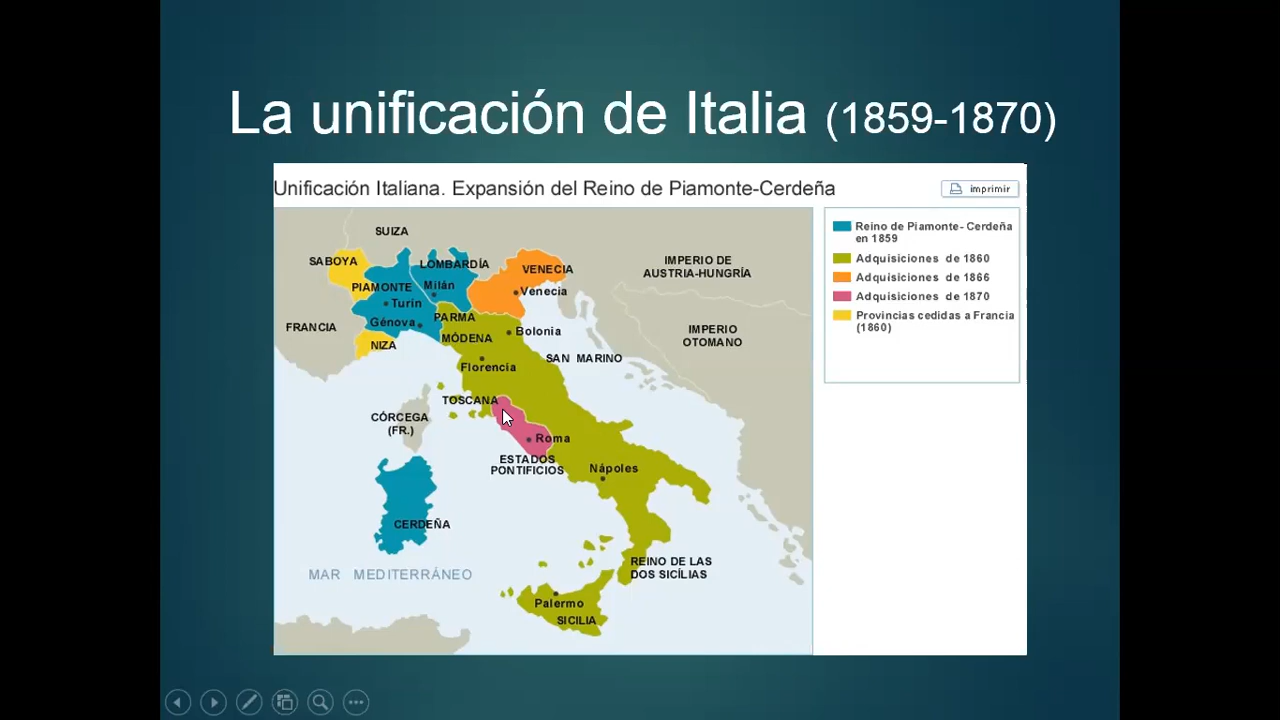 La unificación de Italia (1859-1870)
Unificación Italiana. Expansión del Reino de Piamonte-Cerdeña
imprimir
SUIZA
SABOYA
LOMBARDÍA
VENECIA
IMPERIO DE
AUSTRIA-HUNGRÍA
PIAMONTE
Milán
Venecia
Turín
Génova
PARMA
FRANCIA
NIZA
MÓDENA
Bolonia
IMPERIO
OTOMANO
SAN MARINO
Florencia
TOSCANA
CÓRCEGA
(FR.)
Roma
ESTADOS
PONTIFICIOS
Nápoles
CERDEÑA
MAR MEDITERRÁNEO
REINO DE LAS
DOS SICÍLIAS
Palermo
SICILIA
Reino de Piamonte- Cerdeña
en 1859
Adquisiciones de 1860
Adquisiciones de 1866
Adquisiciones de 1870
Provincias cedidas a Francia
(1860)